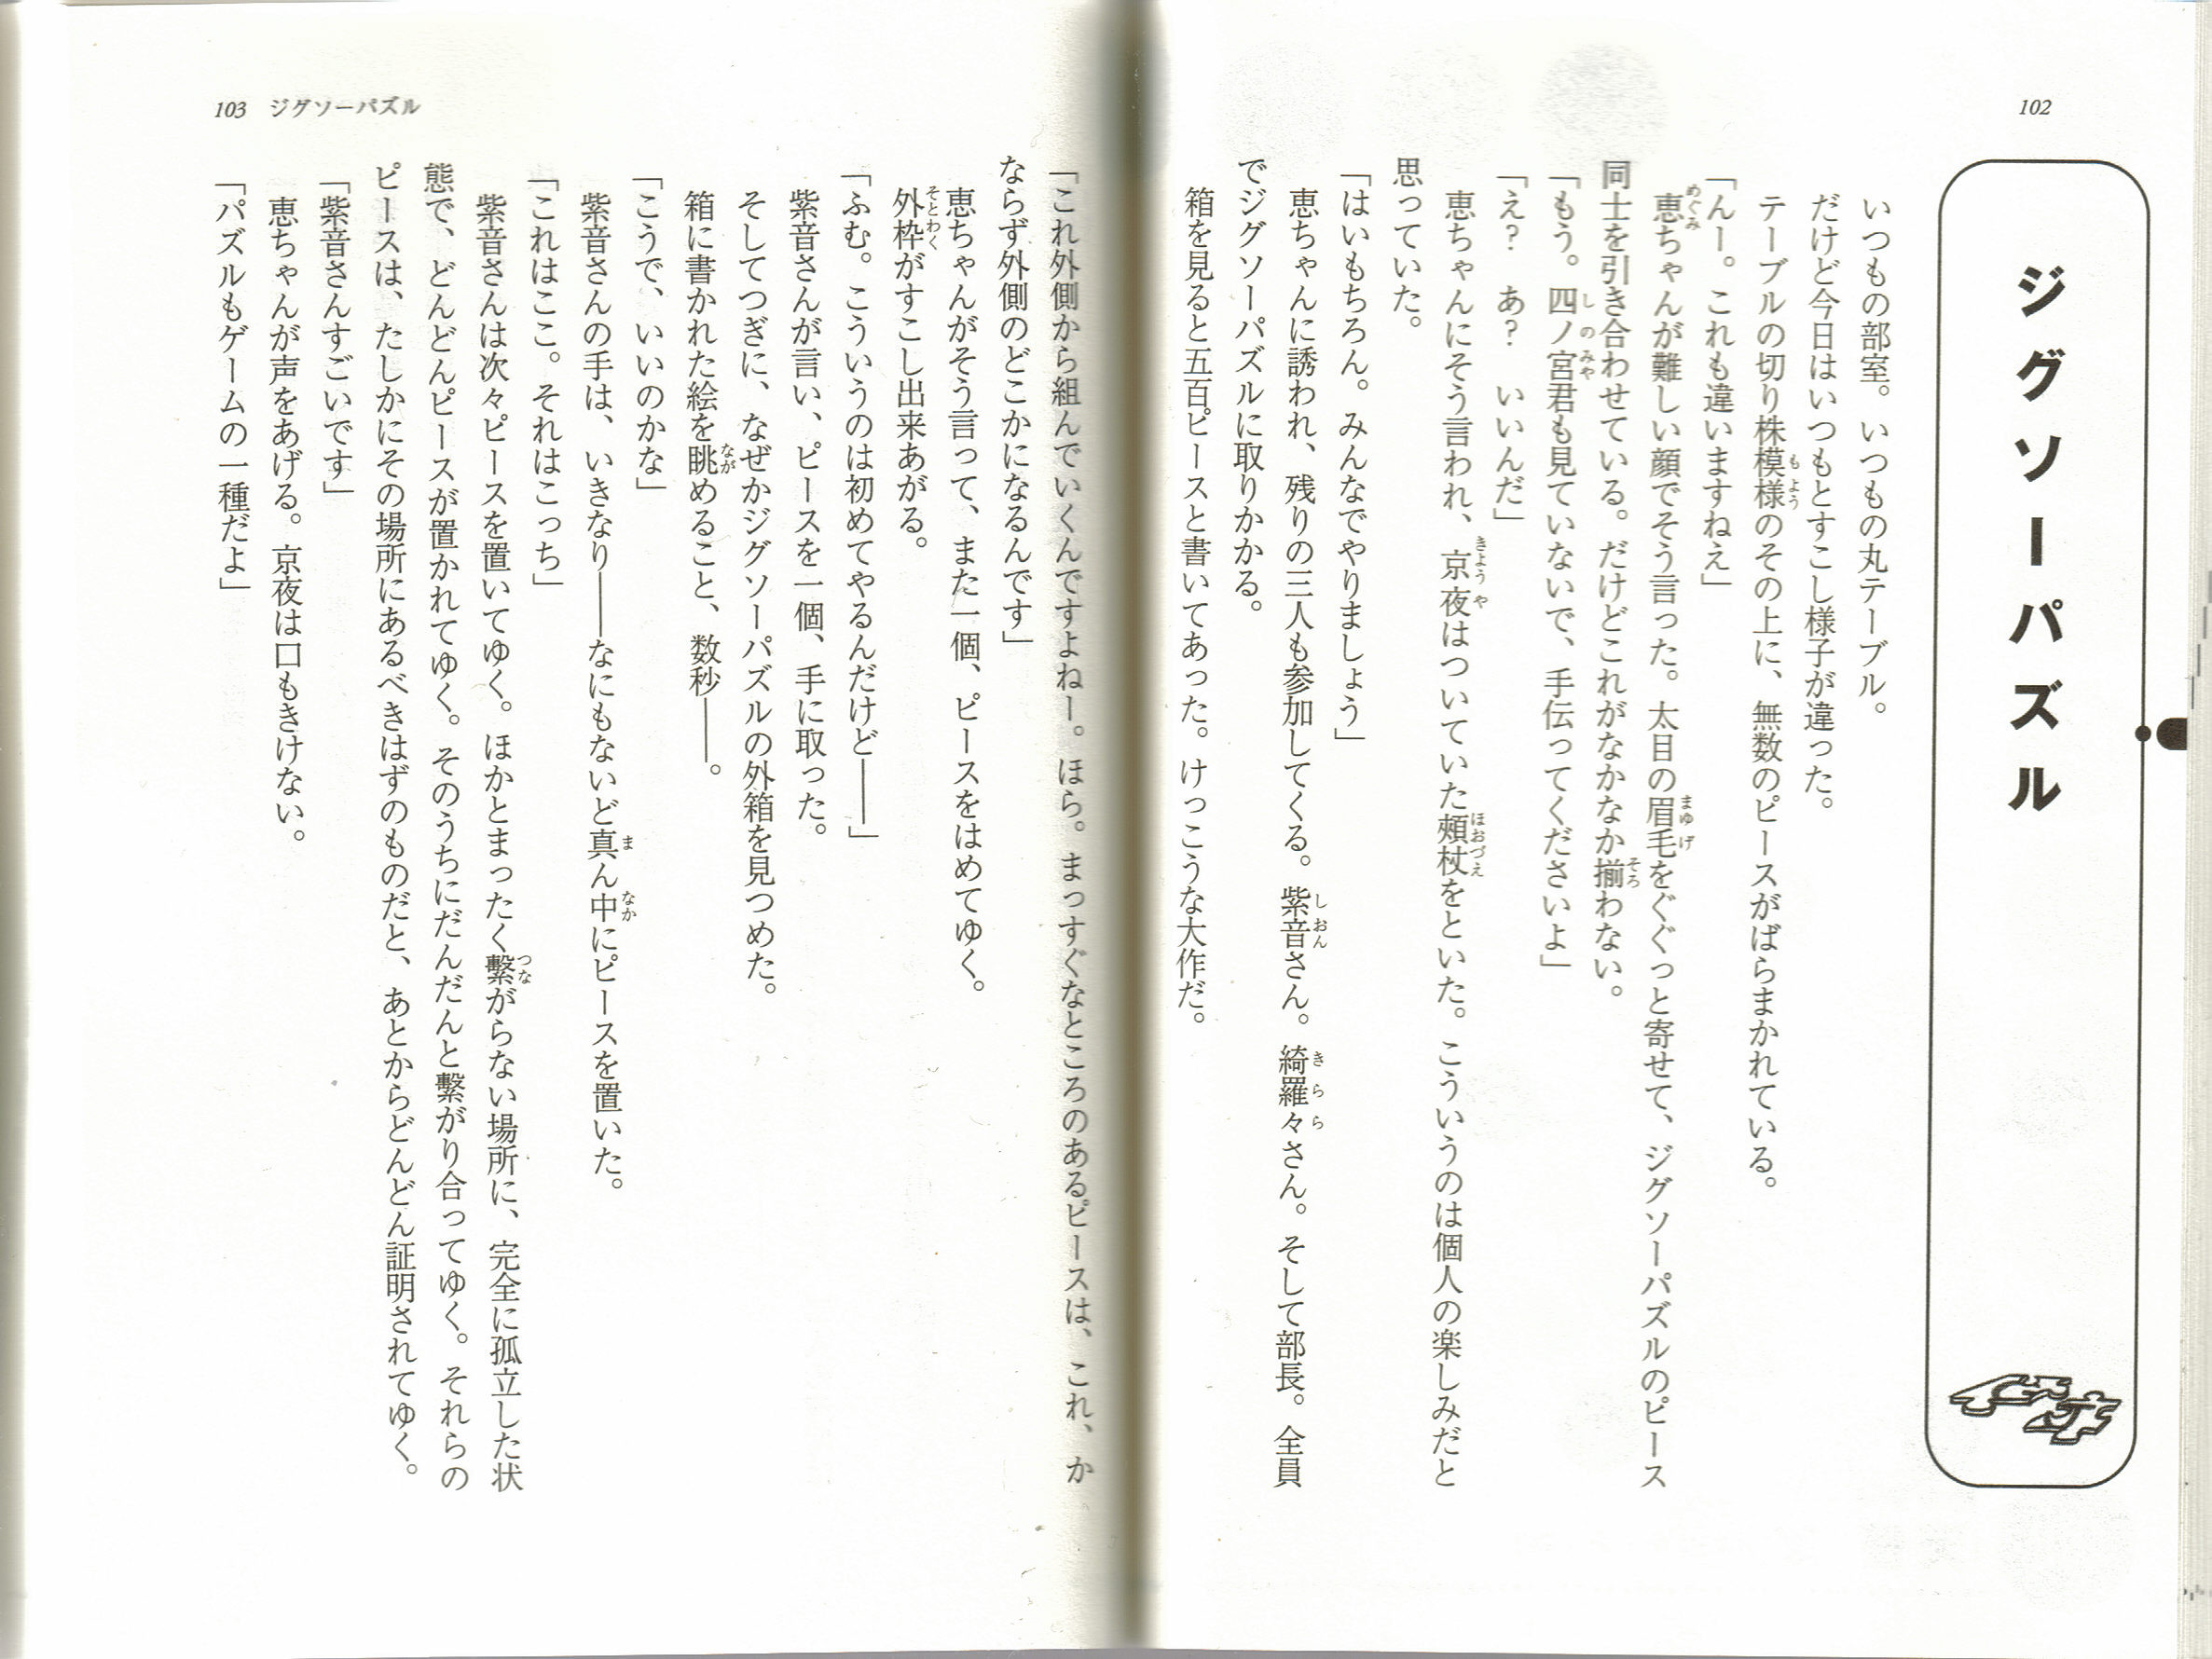 102
ジグソーパズル
いつもの部室。いつもの丸テーブル。
だけど今日はいつもとすこし様子が違った。
テーブルの切り株模様のその上に、無数のピースがばらまかれている。
「んー。これも違いますねえ」
恵ちゃんが難しい顔でそう言った。太目の眉毛をぐぐっと寄せて、ジグソーパズルのピース
同士を引き合わせている。だけどどこれがなかなか揃わない。
「もう。四ノ宮君も見ていないで、手伝ってくださいよ」
「え？　あ？　いいんだ」
恵ちゃんにそう言われ、京夜はついていた頰杖をといた。こういうのは個人の楽しみだと
思っていた。
「はいもちろん。みんなでやりましょう」
恵ちゃんに誘われ、残りの三人も参加してくる。紫音さん。綺羅々さん。そして部長。全員
でジグソーパズルに取りかかる。
箱を見ると五百ピースと書いてあった。けっこうな大作だ。
103 ジグソーパズル
「これ外側から組んでいくんですよねー。ほら。まっすぐなところのあるピースは、これ、か
ならず外側のどこかになるんです」
恵ちゃんがそう言って、また一個、ピースをはめてゆく。
外枠がすこし出来あがる。
「ふむ。こういうのは初めてやるんだけど――」
紫音さんが言い、ピースを一個、手に取った。
そしてつぎに、なぜかジグソーパズルの外箱を見つめた。
箱に書かれた絵を眺めること、数秒――。
「こうで、いいのかな」
紫音さんの手は、いきなり――なにもないど真ん中にピースを置いた。
「これはここ。それはこっち」
紫音さんは次々ピースを置いてゆく。ほかとまったく繫がらない場所に、完全に孤立した状
態で、どんどんピースが置かれてゆく。そのうちにだんだんと繫がり合ってゆく。それらの
ピースは、たしかにその場所にあるべきはずのものだと、あとからどんどん証明されてゆく。
「紫音さんすごいです」
恵ちゃんが声をあげる。京夜は口もきけない。
「パズルもゲームの一種だよ」